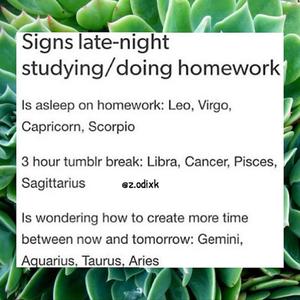 Signs late-night
studying/doing homework
Is asleep on homework: Leo, Virgo,
Capricorn, Scorpio
3 hour tumblr break: Libra, Cancer, Pisces,
Sagittarius
@z.odixk
Is wondering how to create more time
between now and tomorrow: Gemini,
Aquarius, Taurus, Aries